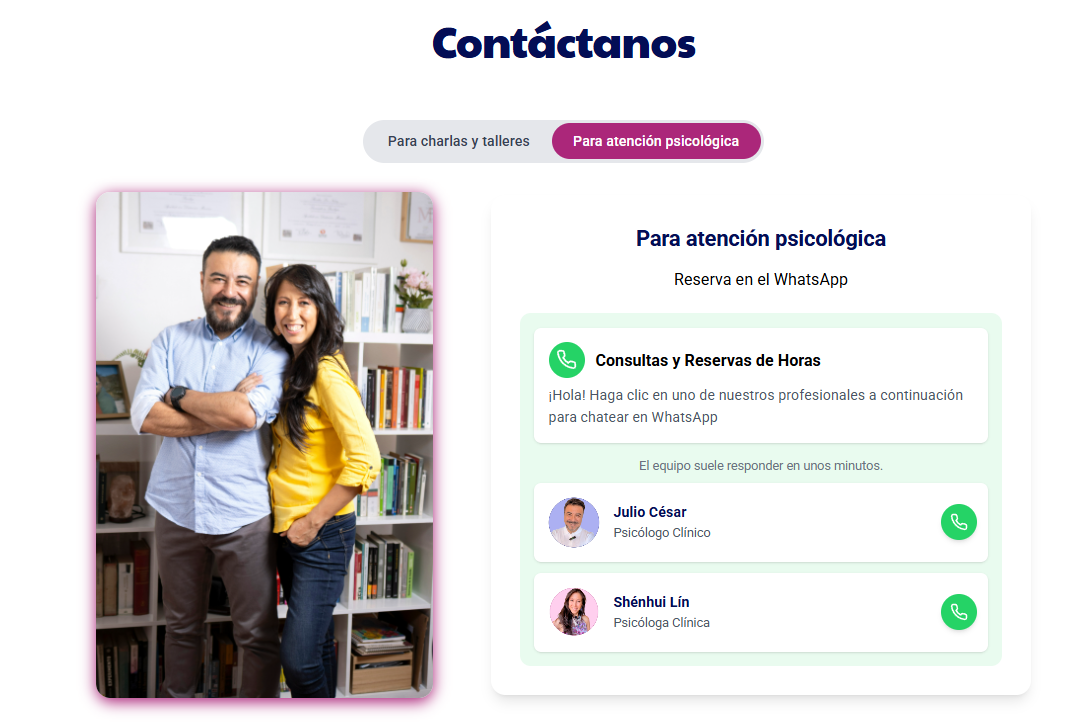 Contáctanos
Para charlas y talleres
Para atención psicológica
Para atención psicológica
Reserva en el WhatsApp
Consultas y Reservas de Horas
¡Hola! Haga clic en uno de nuestros profesionales a continuación
para chatear en WhatsApp
El equipo suele responder en unos minutos.
Julio César
Psicólogo Clínico
Shénhui Lín
Psicóloga Clínica